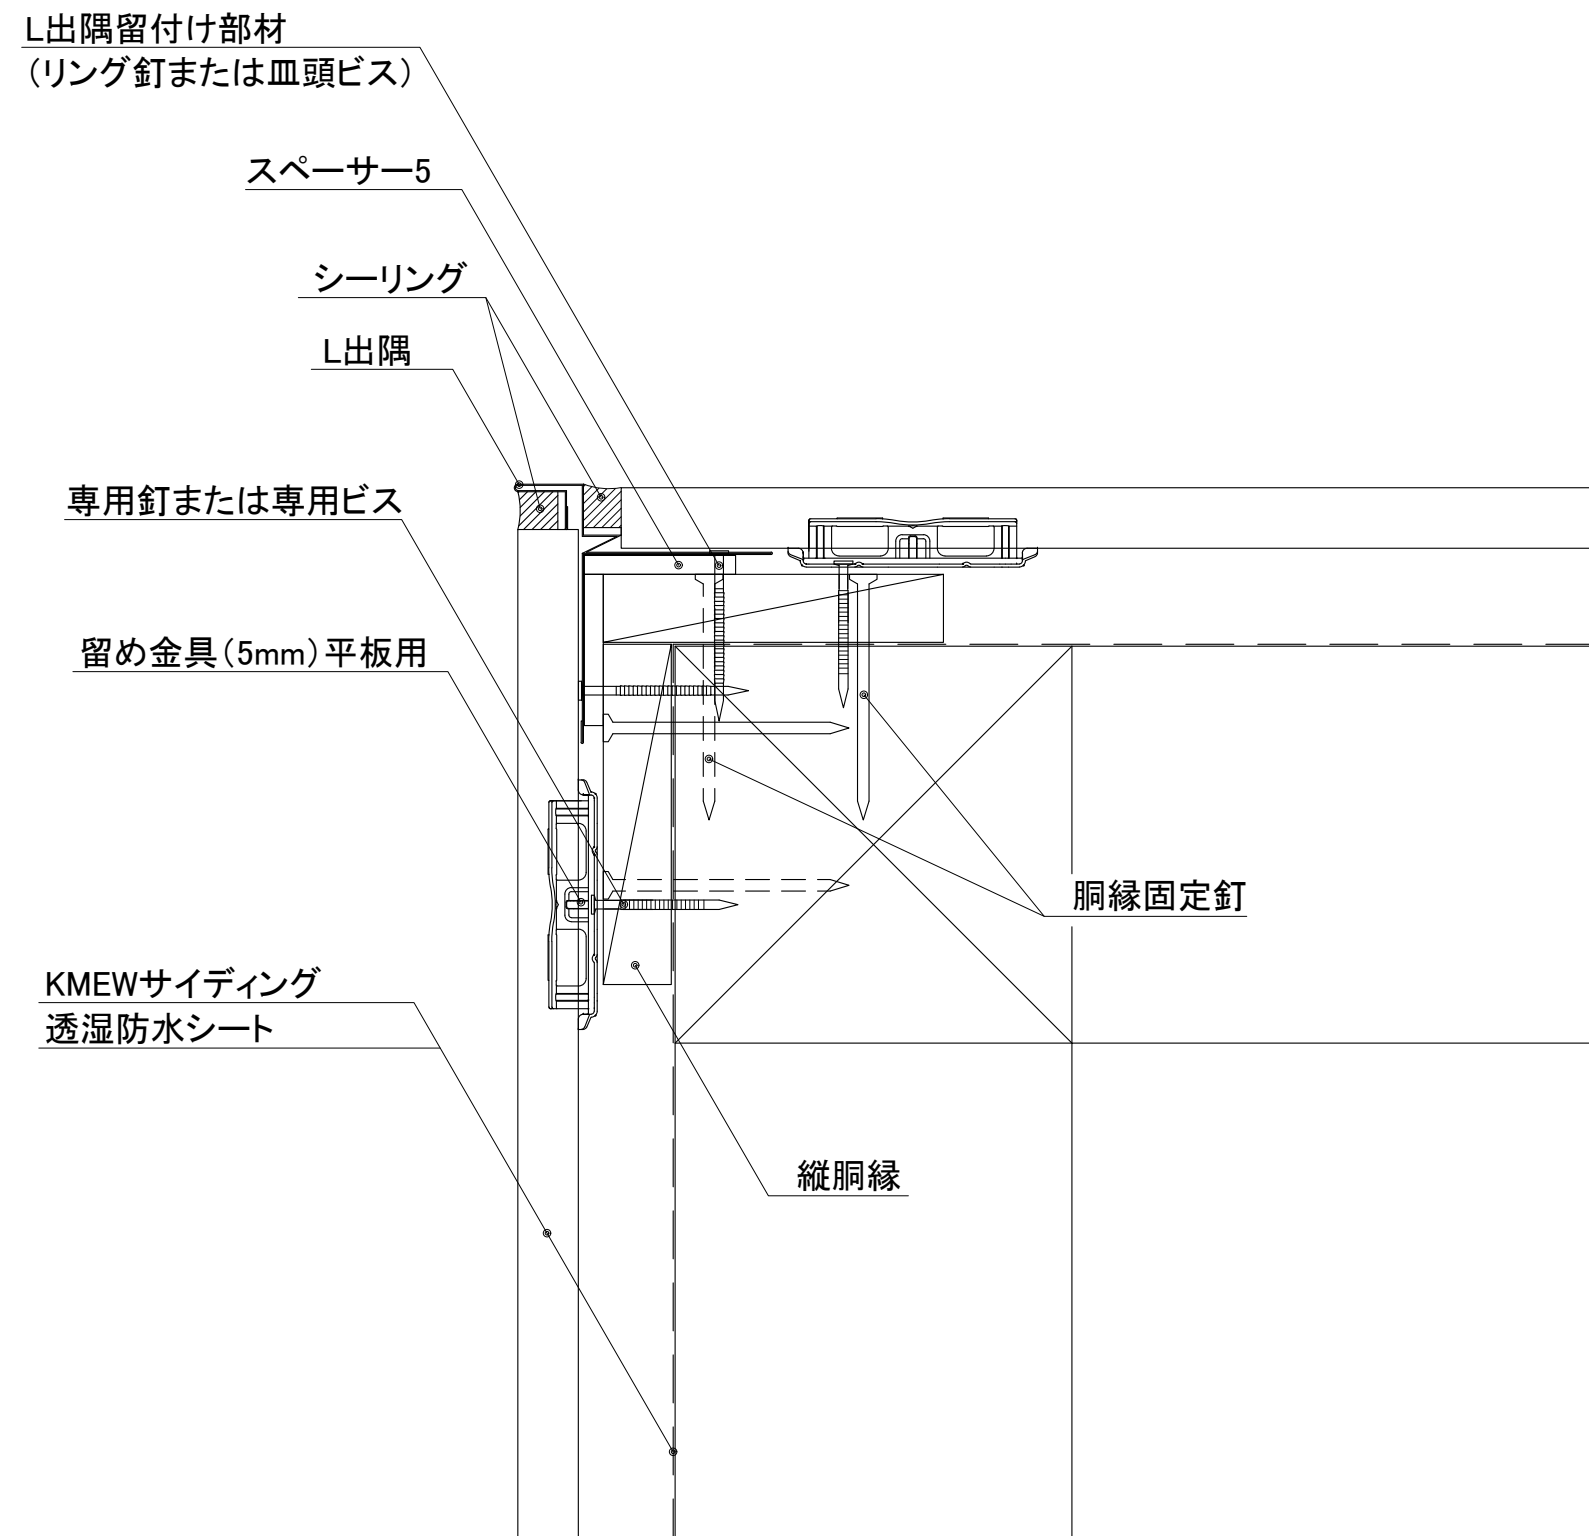 L出隅留付け部材
（リング釘または皿頭ビス）
スペーサー5
シーリング
L出隅
専用釘または専用ビス
留め金具（5mm）平板用
胴縁固定釘
KMEWサイディング
透湿防水シート
縦胴縁